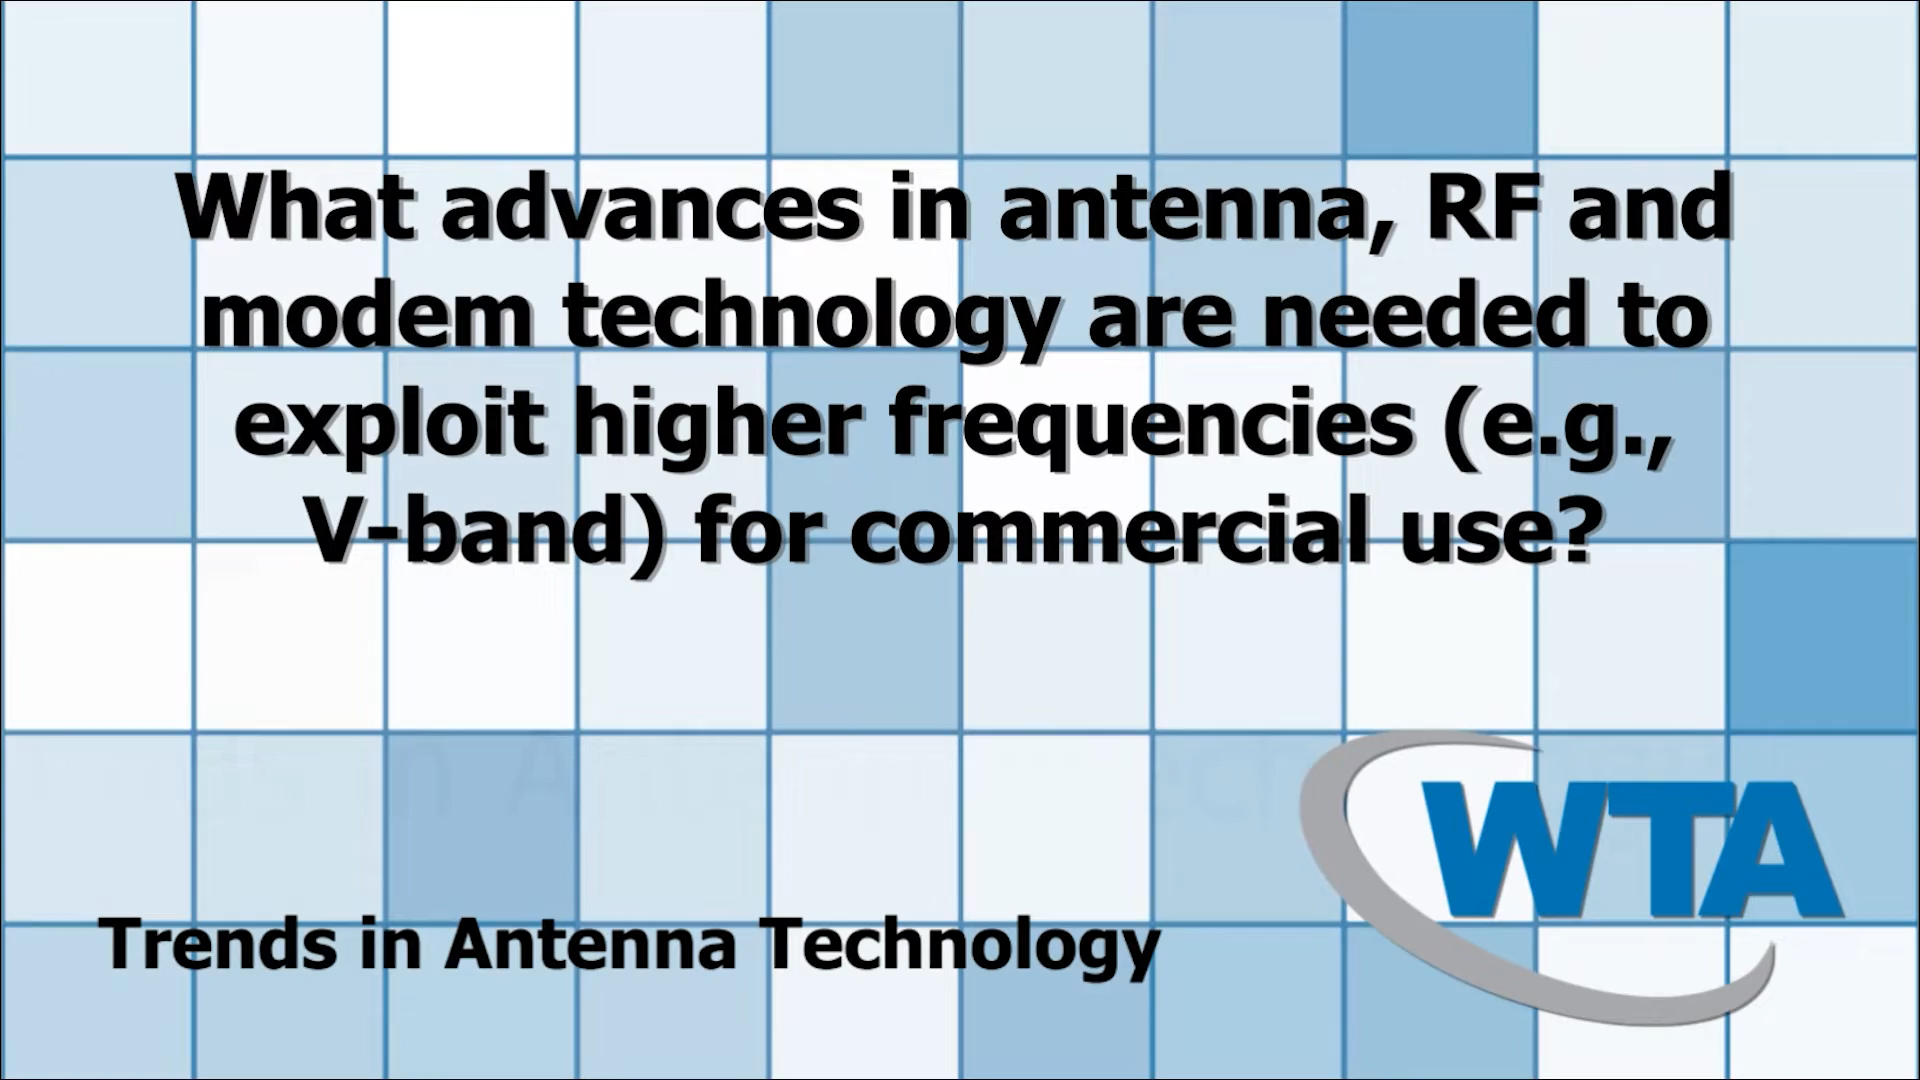 What advances in antenna, RF and
modem technology are needed to
exploit higher frequencies (e.g.,
V-band) for commercial use?
WTA
Trends in Antenna Technology